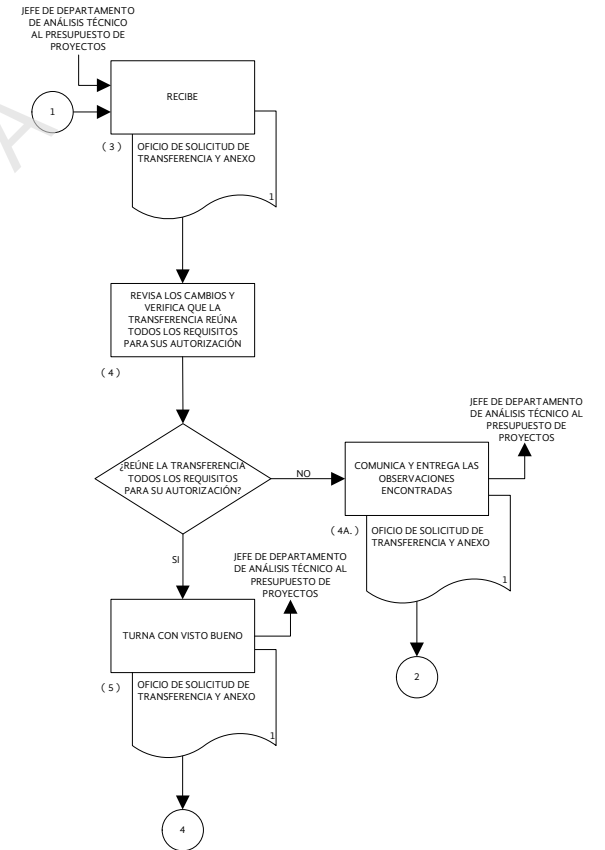 JEFE DE DEPARTAMENTO
DE ANÁLISIS TÉCNICO
AL PRESUPUESTO DE
PROYECTOS
1
RECIBE
( 3 )
OFICIO DE SOLICITUD DE
TRANSFERENCIA Y ANEXO
1
REVISA LOS CAMBIOS Y
VERIFICA QUE LA
TRANSFERENCIA REÚNA
TODOS LOS REQUISITOS
PARA SUS AUTORIZACIÓN
( 4 )
¿REÚNE LA TRANSFERENCIA
TODOS LOS REQUISITOS
PARA SU AUTORIZACIÓN?
NO
JEFE DE DEPARTAMENTO
DE ANÁLISIS TÉCNICO AL
PRESUPUESTO DE
PROYECTOS
COMUNICA Y ENTREGA LAS
OBSERVACIONES
ENCONTRADAS
( 4A. )
OFICIO DE SOLICITUD DE
TRANSFERENCIA Y ANEXO
1
2
SI
JEFE DE DEPARTAMENTO
DE ANÁLISIS TÉCNICO AL
PRESUPUESTO DE
PROYECTOS
TURNA CON VISTO BUENO
( 5 )
OFICIO DE SOLICITUD DE
TRANSFERENCIA Y ANEXO
1
4
A